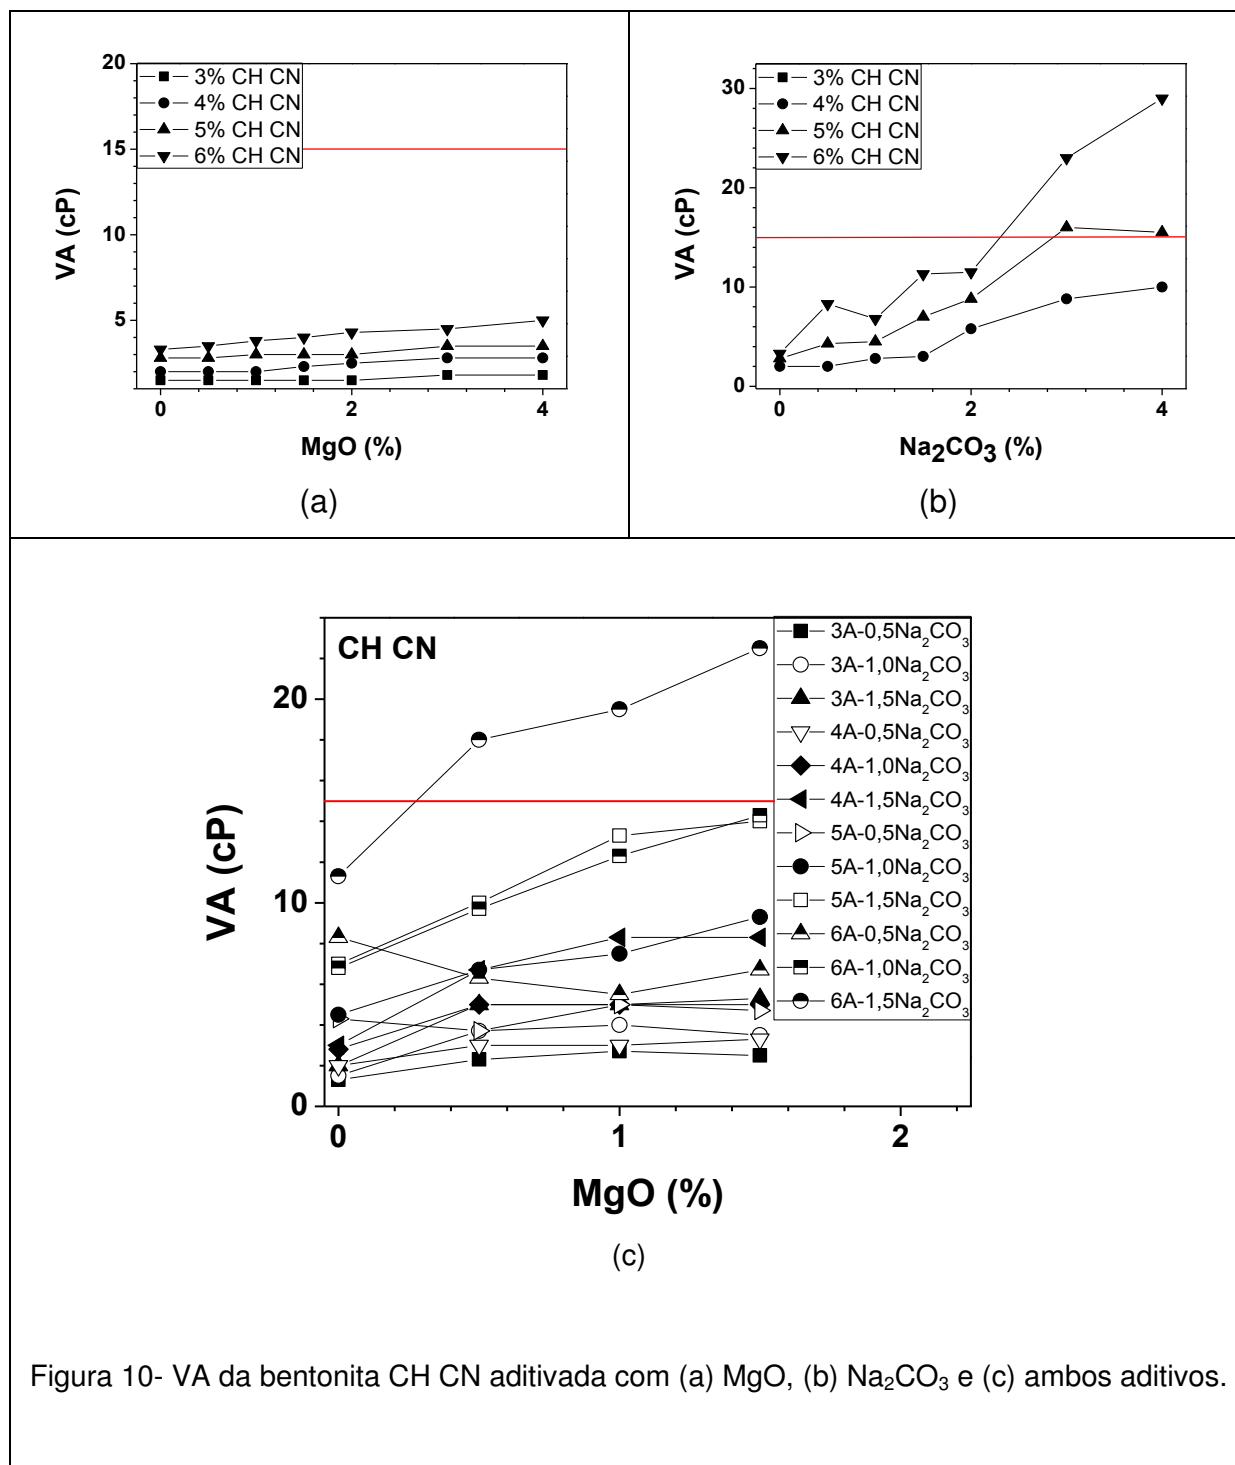 20
15
10
5
VA (cP)
3% CH CN
4% CH CN
5% CH CN
6% CH CN
0 2 4
MgO (%)
(a)
30
20
10
0
VA (cP)
3% CH CN
4% CH CN
5% CH CN
6% CH CN
0 2 4
Na₂CO₃ (%)
(b)
CH CN
20
10
0
VA (cP)
3A-0,5Na₂CO₃
3A-1,0Na₂CO₃
3A-1,5Na₂CO₃
4A-0,5Na₂CO₃
4A-1,0Na₂CO₃
4A-1,5Na₂CO₃
5A-0,5Na₂CO₃
5A-1,0Na₂CO₃
5A-1,5Na₂CO₃
6A-0,5Na₂CO₃
6A-1,0Na₂CO₃
6A-1,5Na₂CO₃
0 1 2
MgO (%)
(c)
Figura 10- VA da bentonita CH CN aditivada com (a) MgO, (b) Na₂CO₃ e (c) ambos aditivos.